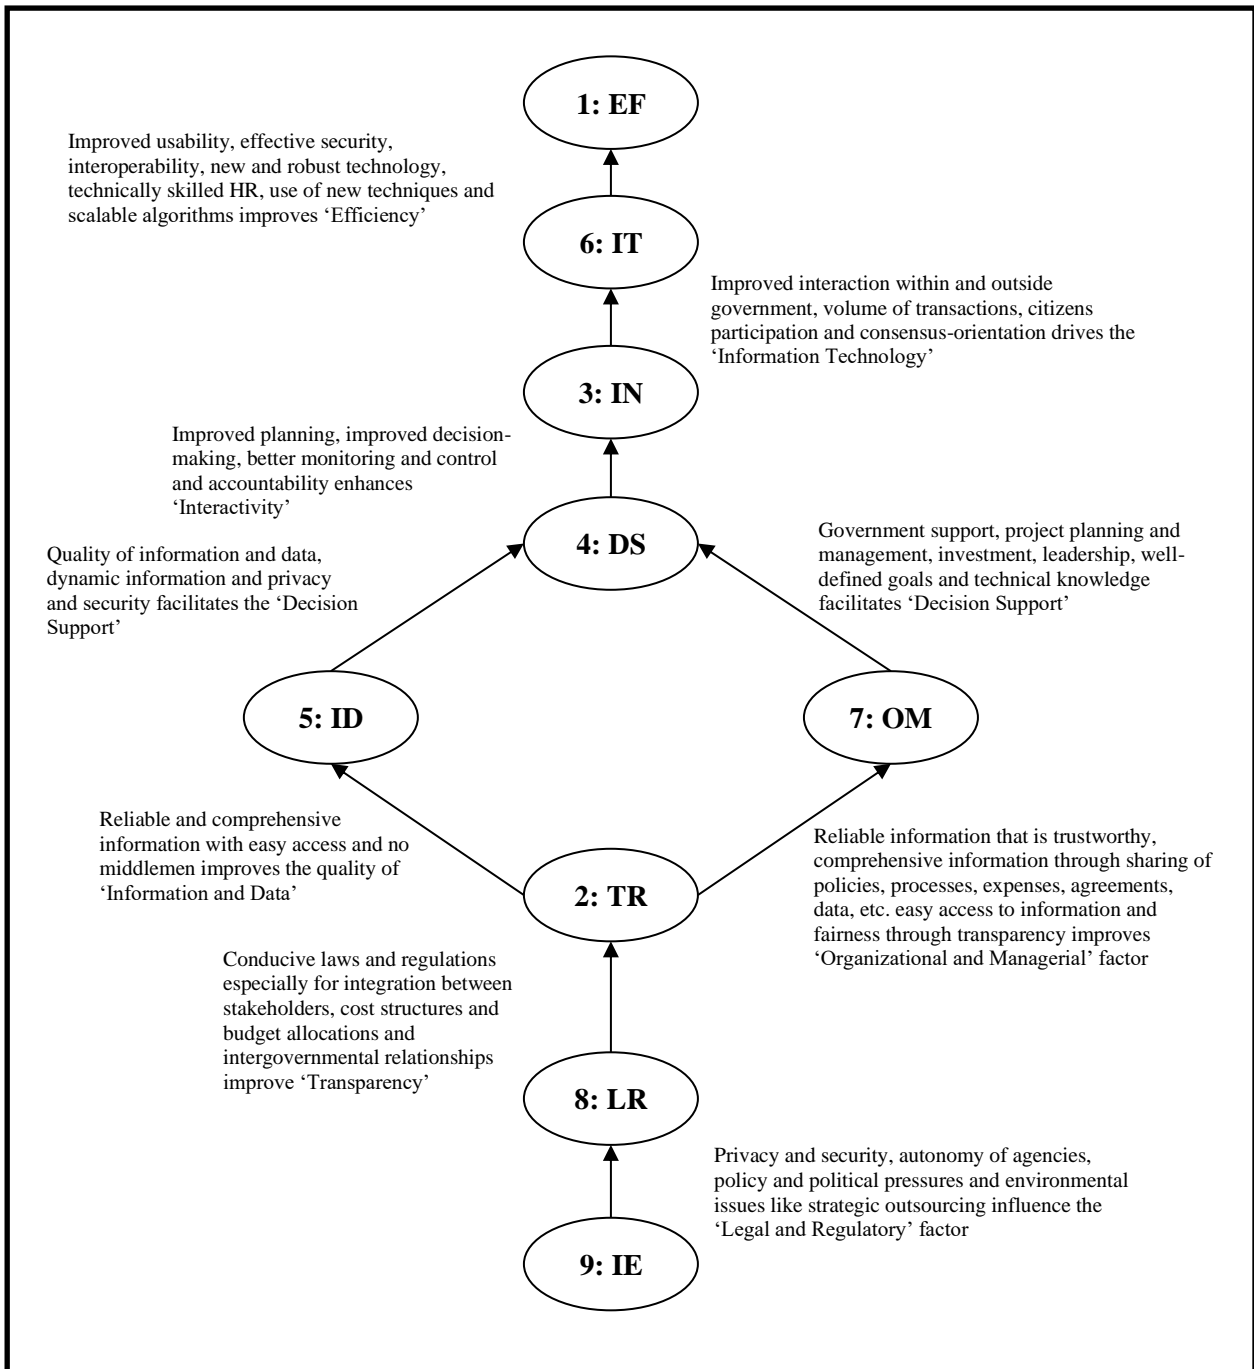 1: EF
Improved usability, effective security,
interoperability, new and robust technology,
technically skilled HR, use of new techniques and
scalable algorithms improves ‘Efficiency’
6: IT
Improved interaction within and outside
government, volume of transactions, citizens
participation and consensus-orientation drives the
‘Information Technology’
3: IN
Improved planning, improved decision-
making, better monitoring and control
and accountability enhances
‘Interactivity’
4: DS
Government support, project planning and
management, investment, leadership, well-
defined goals and technical knowledge
facilitates ‘Decision Support’
Quality of information and data,
dynamic information and privacy
and security facilitates the ‘Decision
Support’
5: ID
7: OM
Reliable and comprehensive
information with easy access and no
middlemen improves the quality of
‘Information and Data’
Reliable information that is trustworthy,
comprehensive information through sharing of
policies, processes, expenses, agreements,
data, etc. easy access to information and
fairness through transparency improves
‘Organizational and Managerial’ factor
2: TR
Conducive laws and regulations
especially for integration between
stakeholders, cost structures and
budget allocations and
intergovernmental relationships
improve ‘Transparency’
8: LR
Privacy and security, autonomy of agencies,
policy and political pressures and environmental
issues like strategic outsourcing influence the
‘Legal and Regulatory’ factor
9: IE